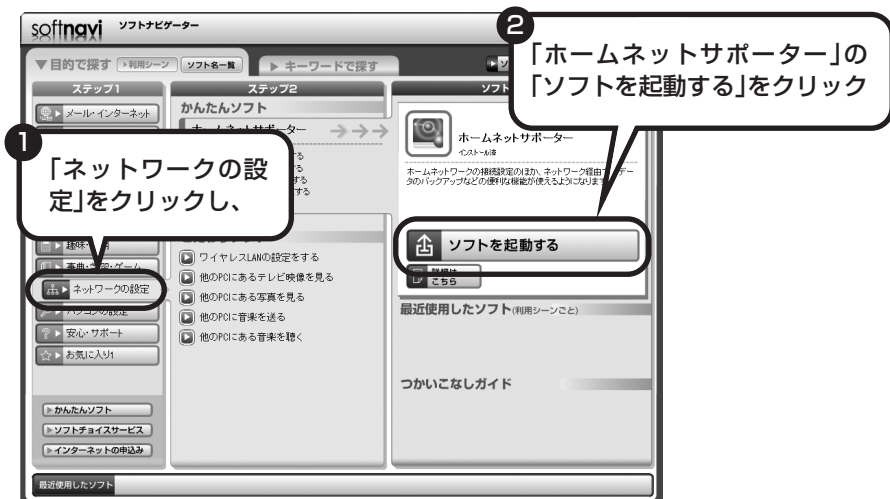 softnavi ソフトナビゲーター
▼目的で探す ▶利用シーン ソフト名一覧 ▶ キーワードで探す
❷
「ホームネットサポーター」の
「ソフトを起動する」をクリック
ステップ1
▶ メール・インターネット
❶
「ネットワークの設
定」をクリックし、
▶ ネットワークの設定
▶ パソコンの設定
▶ 安心・サポート
▶ お気に入り1
▶かんたんソフト
▶ソフトチョイスサービス
▶インターネットの申込み
ステップ2
かんたんソフト
ホームネットサポーター
ワイヤレスLANの設定をする
他のPCにあるテレビ映像を見る
他のPCにある写真を見る
他のPCに音楽を送る
他のPCにある音楽を聴く
ソフト
ホームネットサポーター
インストール済
ホームネットワークの接続設定のほか、ネットワーク経由で、デー
タのバックアップなどの便利な機能が使えるようになります
ソフトを起動する
詳細は
こちら
最近使用したソフト(利用シーンごと)
つかいこなしガイド
最近使用したソフト